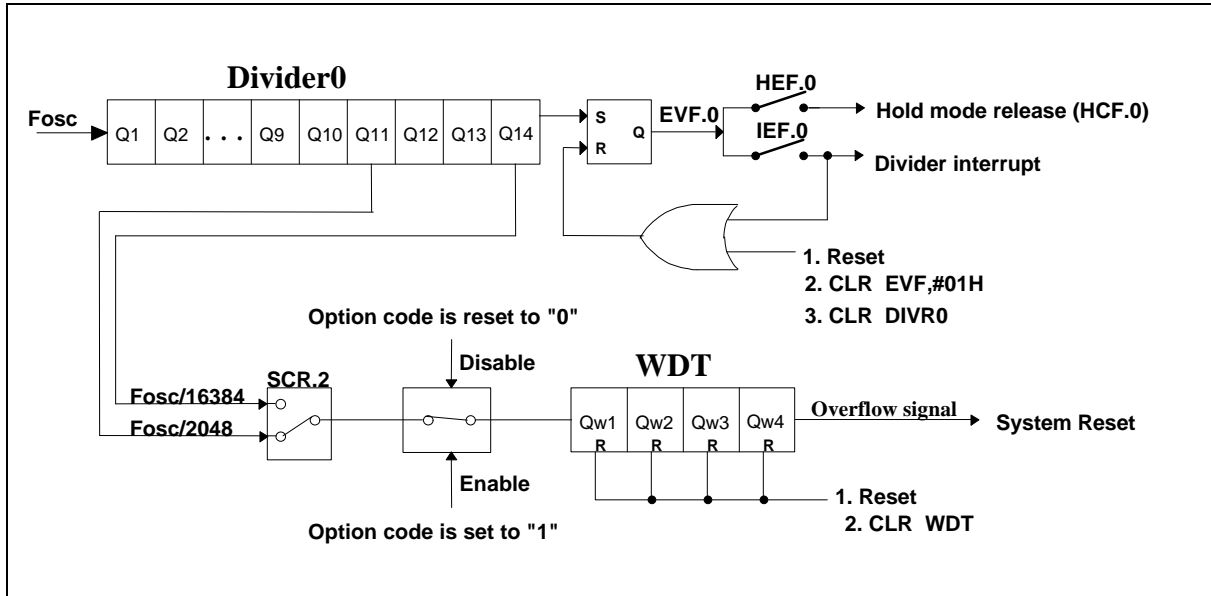 Divider0
HEF.0
Fosc
Q1 Q2 . . . Q9 Q10 Q11 Q12 Q13 Q14
S
R
Q
EVF.0
Hold mode release (HCF.0)
IEF.0
Divider interrupt
1. Reset
2. CLR EVF,#01H
3. CLR DIVR0
Option code is reset to "0"
Disable
WDT
SCR.2
Fosc/16384
Fosc/2048
Qw1 Qw2 Qw3 Qw4
R R R R
Overflow signal
System Reset
Enable
1. Reset
2. CLR WDT
Option code is set to "1"